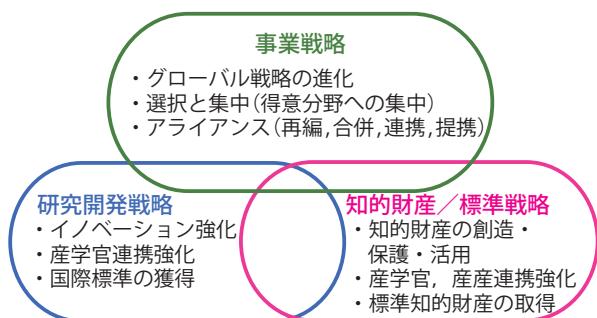 事業戦略
・グローバル戦略の進化
・選択と集中（得意分野への集中）
・アライアンス（再編，合併，連携，提携）
研究開発戦略
・イノベーション強化
・産学官連携強化
・国際標準の獲得
知的財産／標準戦略
・知的財産の創造・
保護・活用
・産学官，産産連携強化
・標準知的財産の取得